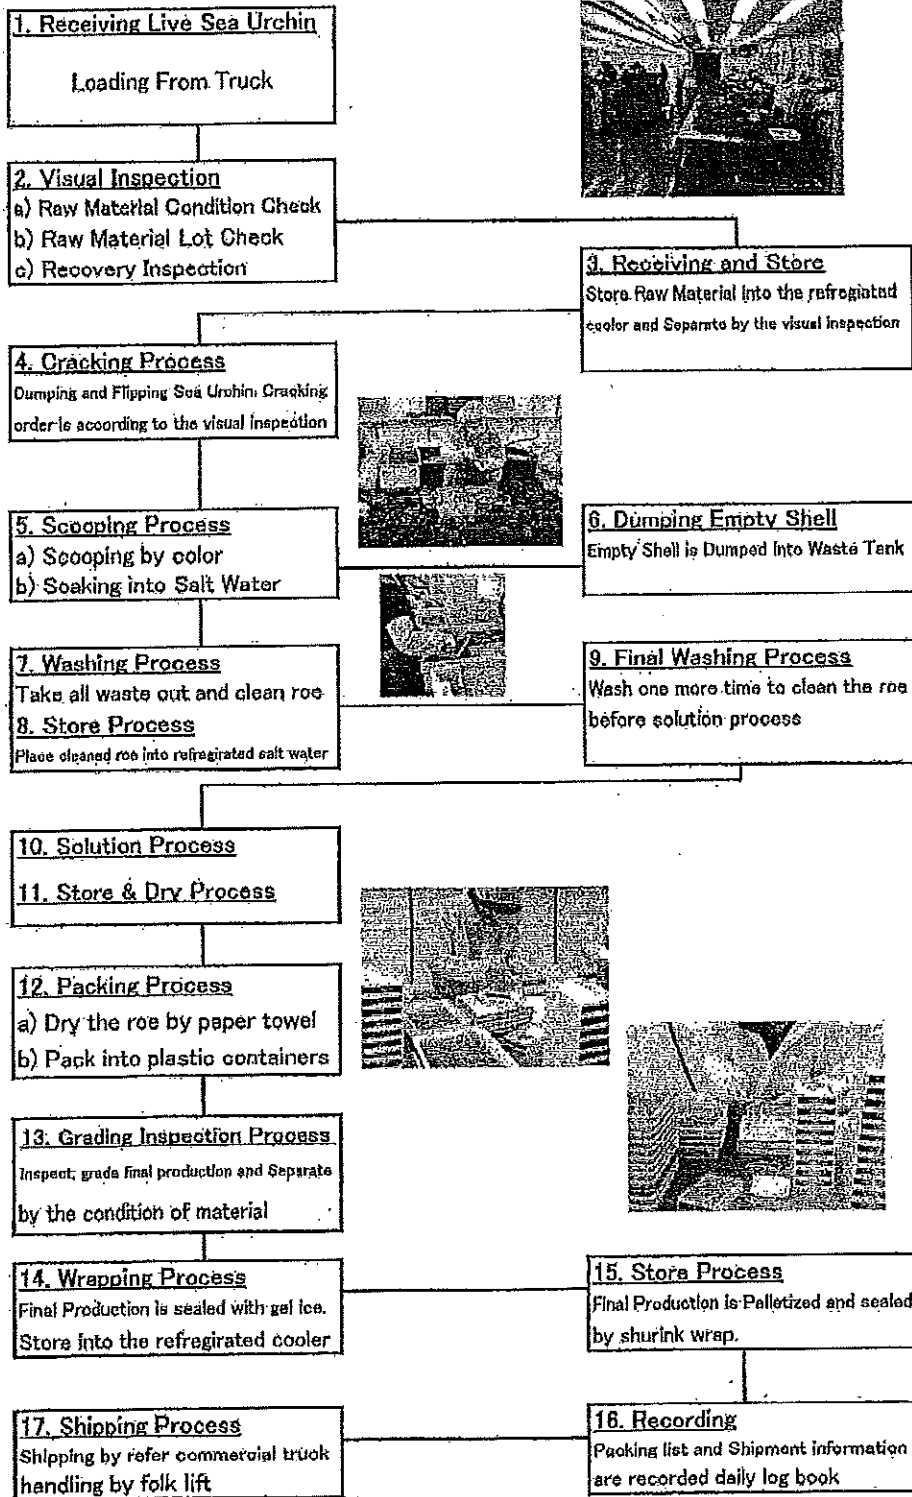 1. Receiving Live Sea Urchin
Loading From Truck
2. Visual Inspection
a) Raw Material Condition Check
b) Raw Material Lot Check
c) Recovery Inspection
3. Receiving and Store
Store Raw Material into the refregiated
cooler and Separate by the visual inspection
4. Cracking Process
Dumping and Flipping Sea Urchin. Cracking
order is according to the visual inspection
5. Scooping Process
a) Scooping by color
b) Soaking into Salt Water
6. Dumping Empty Shell
Empty Shell is Dumped into Waste Tank
7. Washing Process
Take all waste out and clean roe
8. Store Process
Place cleaned roe into refregirated salt water
9. Final Washing Process
Wash one more time to clean the roe
before solution process
10. Solution Process
11. Store & Dry Process
12. Packing Process
a) Dry the roe by paper towel
b) Pack into plastic containers
13. Grading Inspection Process
Inspect, grade final production and Separate
by the condition of material
14. Wrapping Process
Final Production is sealed with gel ice.
Store into the refregirated cooler
15. Store Process
Final Production is Palletized and sealed
by shurink wrap.
16. Recording
Packing list and Shipment information
are recorded daily log book
17. Shipping Process
Shipping by refer commercial truck
handling by folk lift